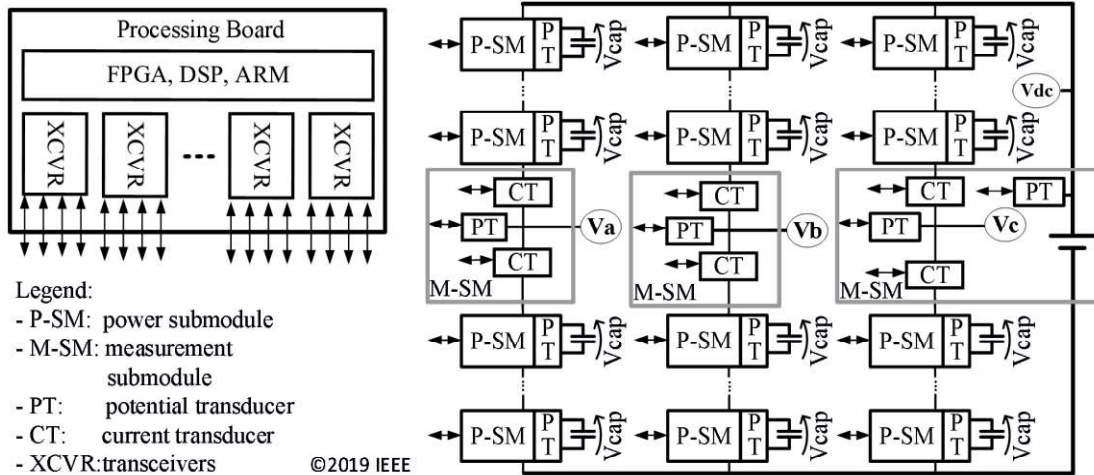 Processing Board
FPGA, DSP, ARM
XCVR
XCVR
XCVR
XCVR
Legend:
- P-SM: power submodule
- M-SM: measurement
submodule
- PT: potential transducer
- CT: current transducer
- XCVR:transceivers
©2019 IEEE
P-SM PT Vcap P-SM PT Vcap P-SM PT Vcap
Vdc
P-SM PT Vcap P-SM PT Vcap P-SM PT Vcap
CT CT CT PT
PT Va PT Vb PT Vc
CT CT CT
M-SM M-SM M-SM
P-SM PT Vcap P-SM PT Vcap P-SM PT Vcap
P-SM PT Vcap P-SM PT Vcap P-SM PT Vcap